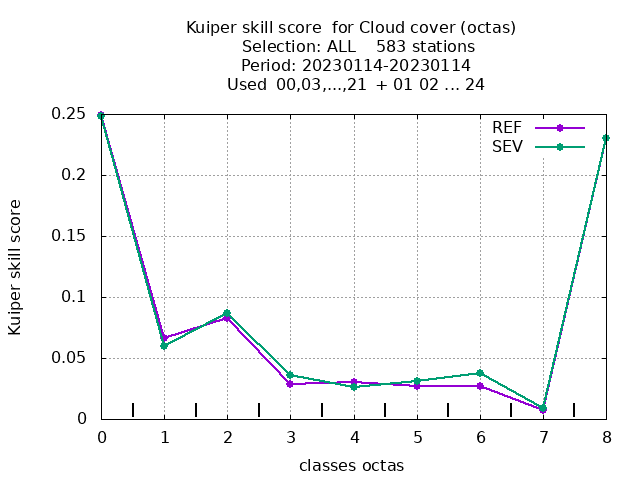 Kuiper skill score  for Cloud cover (octas)
Selection: ALL    583 stations
Period: 20230114-20230114
Used  00,03,...,21  + 01 02 ... 24
REF
SEV
0.25
0.2
0.15
0.1
0.05
0
Kuiper skill score
0 1 2 3 4 5 6 7 8
classes octas